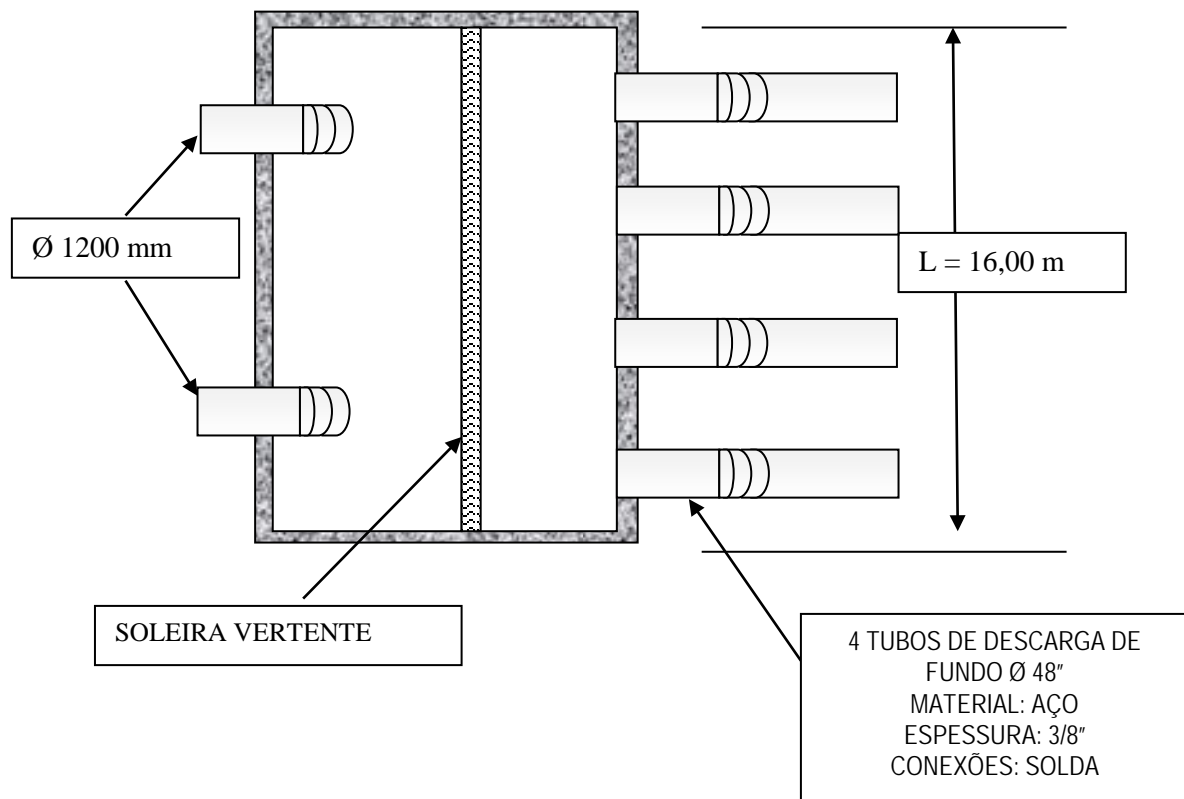 Ø 1200 mm
L = 16,00 m
SOLEIRA VERTENTE
4 TUBOS DE DESCARGA DE
FUNDO Ø 48"
MATERIAL: AÇO
ESPESSURA: 3/8"
CONEXÕES: SOLDA